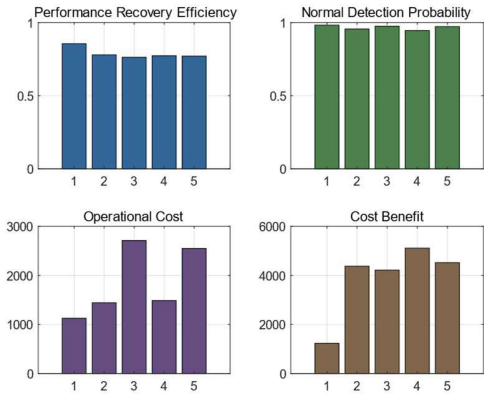 Performance Recovery Efficiency
1
0.5
0
1 2 3 4 5
Normal Detection Probability
1
0.5
0
1 2 3 4 5
Operational Cost
3000
2000
1000
0
1 2 3 4 5
Cost Benefit
6000
4000
2000
0
1 2 3 4 5